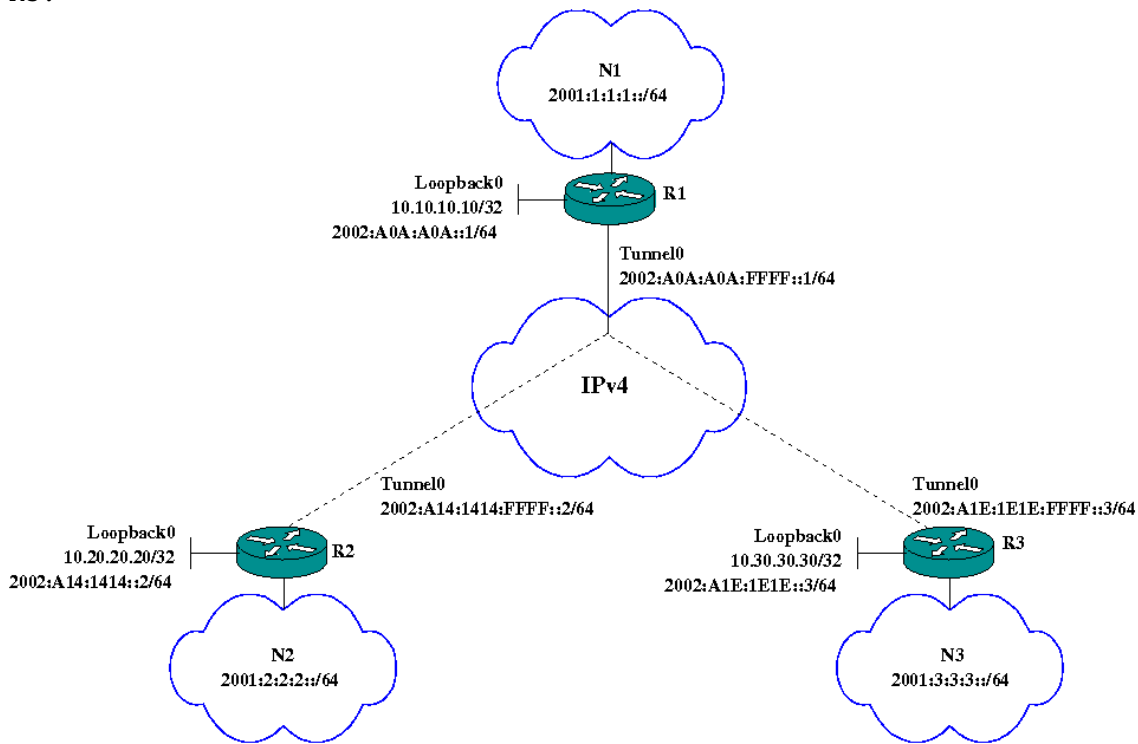 N1
2001:1:1:1::/64
Loopback0
10.10.10.10/32
2002:A0A:A0A::1/64
R1
Tunnel0
2002:A0A:A0A:FFFF::1/64
IPv4
Tunnel0
2002:A14:1414:FFFF::2/64
Tunnel0
2002:A1E:1E1E:FFFF::3/64
Loopback0
10.20.20.20/32
2002:A14:1414::2/64
R2
Loopback0
10.30.30.30/32
2002:A1E:1E1E::3/64
R3
N2
2001:2:2:2::/64
N3
2001:3:3:3::/64